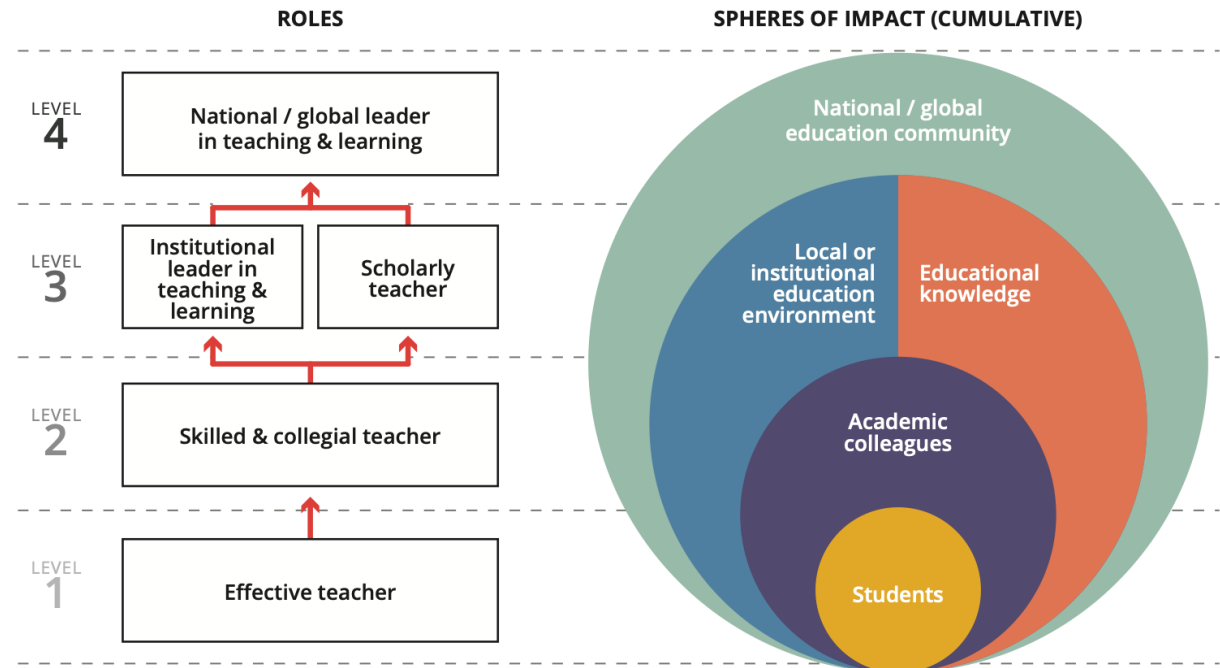 ROLES
SPHERES OF IMPACT (CUMULATIVE)
LEVEL
4
National / global leader
in teaching & learning
National / global
education community
LEVEL
3
Institutional
leader in
teaching &
learning
Scholarly
teacher
Local or
institutional
education
environment
Educational
knowledge
LEVEL
2
Skilled & collegial teacher
Academic
colleagues
LEVEL
1
Effective teacher
Students